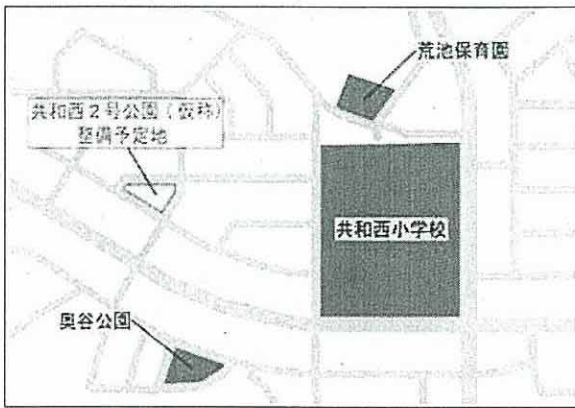 荒池保育園
共和西2号公園(仮称)
整備予定地
共和西小学校
奥谷公園